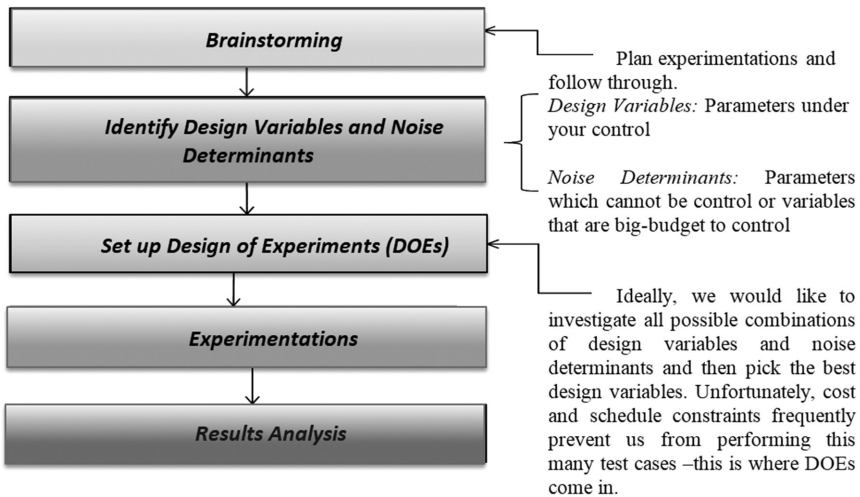 Brainstorming
Plan experimentations and
follow through.
Identify Design Variables and Noise
Determinants
Design Variables: Parameters under
your control
Noise Determinants: Parameters
which cannot be control or variables
that are big-budget to control
Set up Design of Experiments (DOEs)
Ideally, we would like to
investigate all possible combinations
of design variables and noise
determinants and then pick the best
design variables. Unfortunately, cost
and schedule constraints frequently
prevent us from performing this
many test cases –this is where DOEs
come in.
Experimentations
Results Analysis